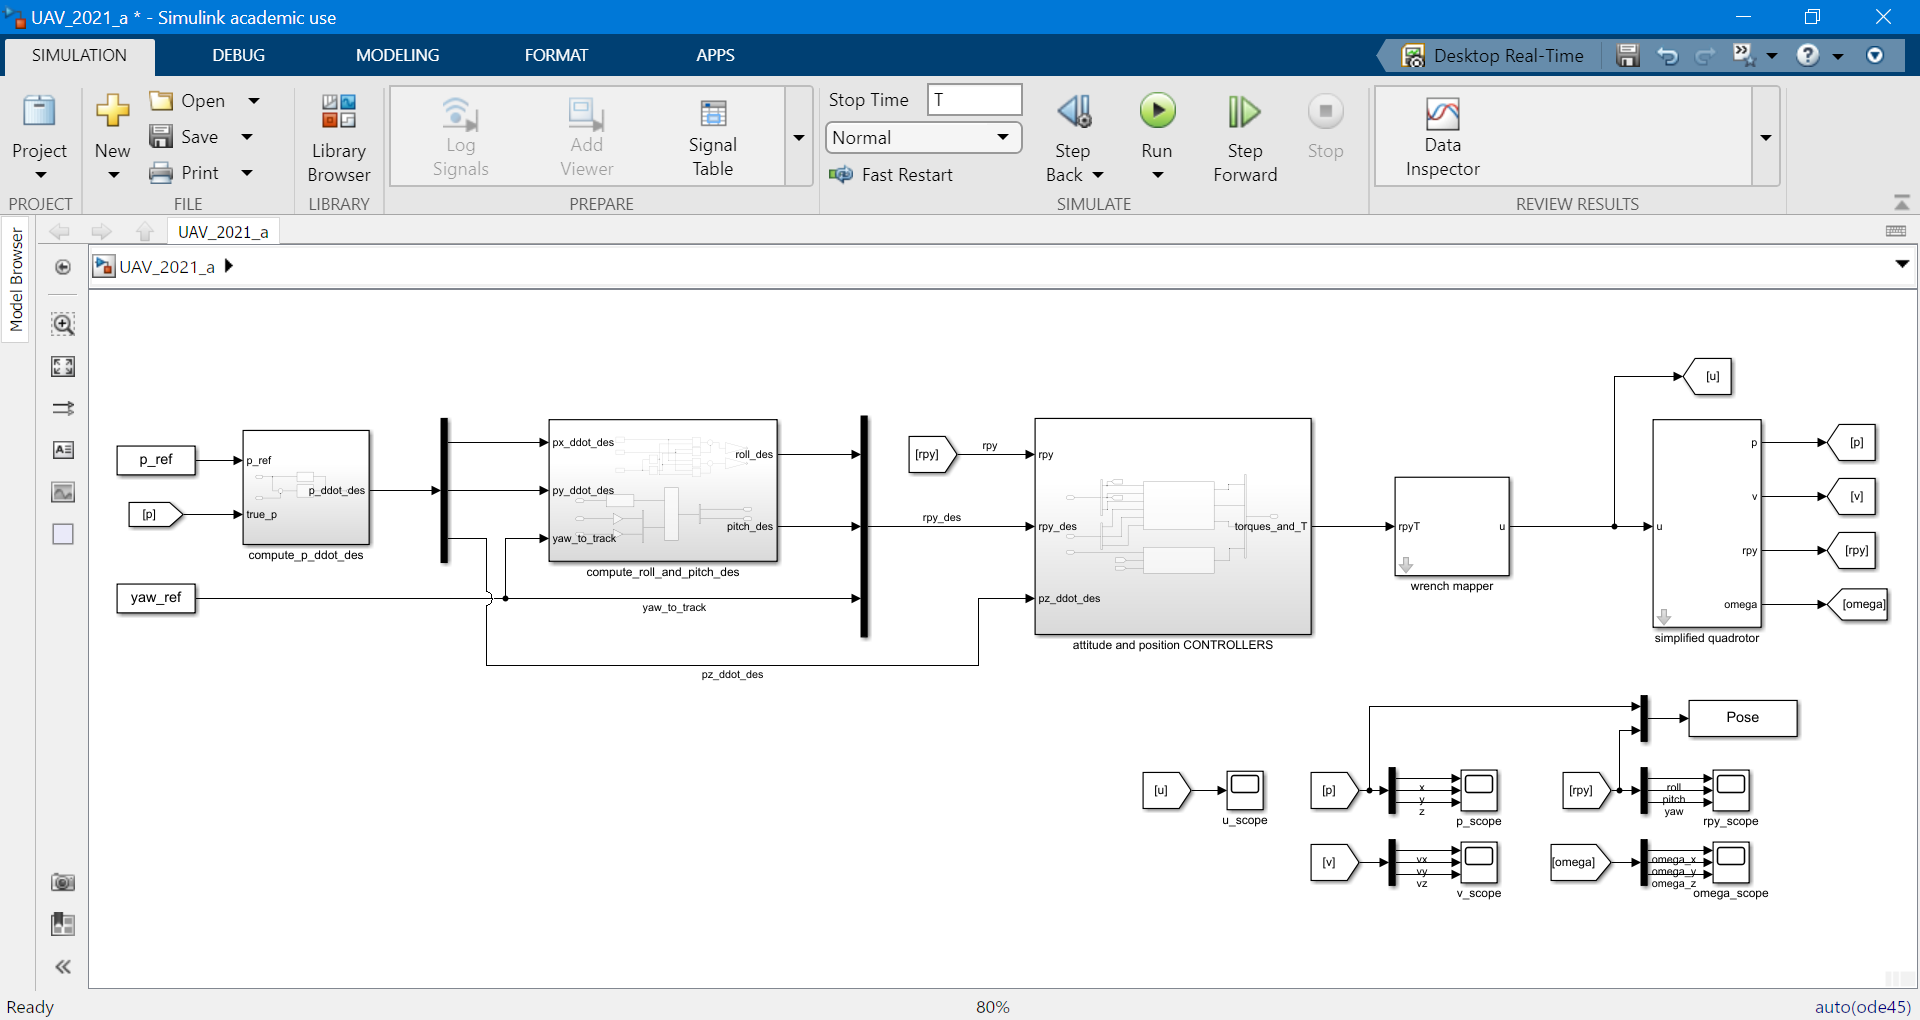 UAV_2021_a * - Simulink academic use
SIMULATION DEBUG MODELING FORMAT APPS Desktop Real-Time
Project
New
Open
Save
Print
Library Browser
Log Signals
Add Viewer
Signal Table
Stop Time T
Normal
Fast Restart
Step Back
Run
Step Forward
Stop
Data Inspector
PROJECT FILE LIBRARY PREPARE SIMULATE REVIEW RESULTS
Model Browser
UAV_2021_a
UAV_2021_a
p_ref
[p]
p_ref
true_p
p_ddot_des
compute_p_ddot_des
yaw_ref
px_ddot_des
py_ddot_des
yaw_to_track
roll_des
pitch_des
compute_roll_and_pitch_des
yaw_to_track
pz_ddot_des
[rpy]
rpy
rpy_des
rpy
rpy_des
pz_ddot_des
torques_and_T
attitude and position CONTROLLERS
rpyT
u
wrench mapper
[u]
u
p
v
rpy
omega
simplified quadrotor
[p]
[v]
[rpy]
[omega]
Pose
[u]
u_scope
[p]
x
y
z
p_scope
[rpy]
roll
pitch
yaw
rpy_scope
[v]
vx
vy
vz
v_scope
[omega]
omega_x
omega_y
omega_z
omega_scope
Ready 80% auto(ode45)